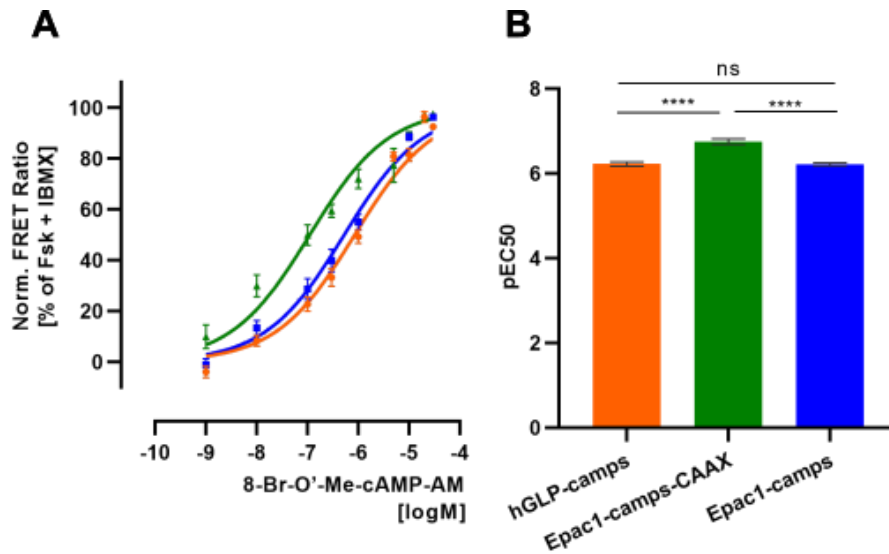 A
Norm. FRET Ratio
[% of Fsk + IBMX]
100
80
60
40
20
0
-10
-9
-8
-7
-6
-5
-4
8-Br-O’-Me-cAMP-AM
[logM]
B
ns
****
****
pEC50
8
6
4
2
0
hGLP-camps
Epac1-camps-CAAX
Epac1-camps